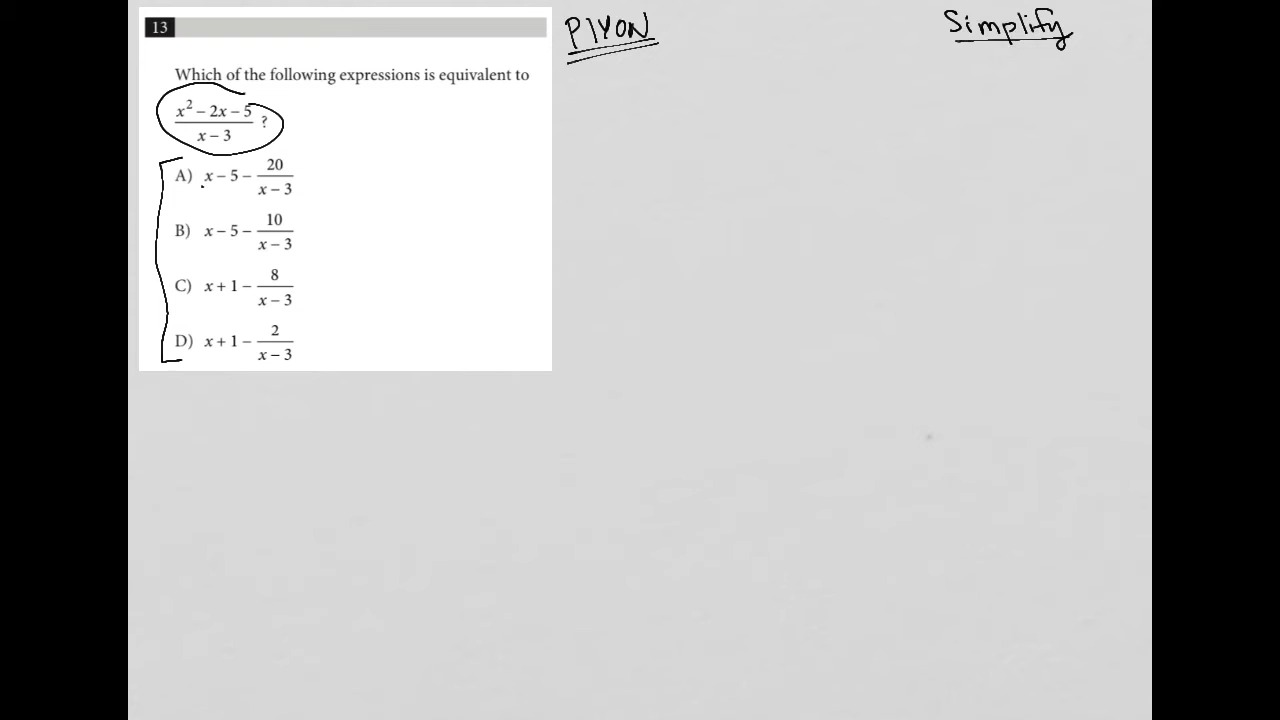 13
PIYON
Simplify
Which of the following expressions is equivalent to
x² − 2x − 5
x − 3
?
A) x − 5 − 20
x − 3
B) x − 5 − 10
x − 3
C) x + 1 − 8
x − 3
D) x + 1 − 2
x − 3